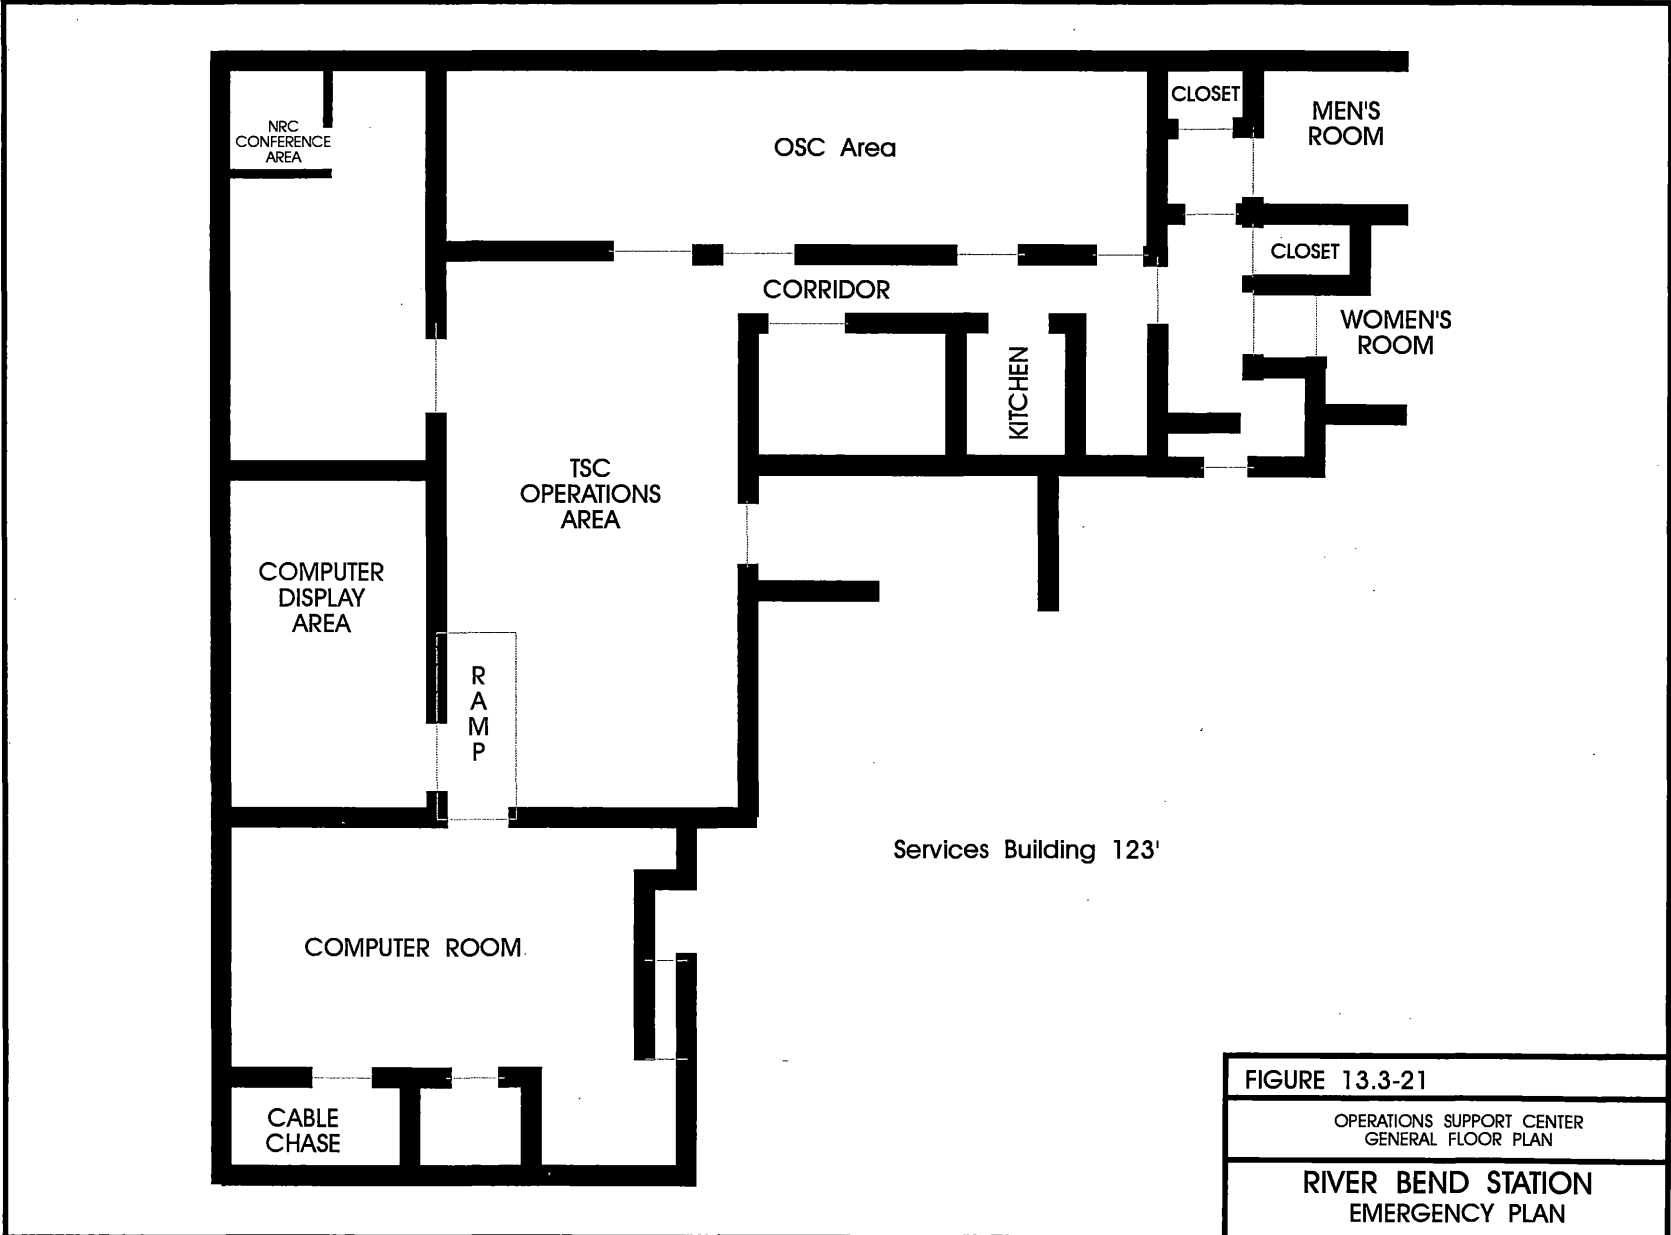 CLOSET
MEN'S
ROOM
NRC
CONFERENCE
AREA
OSC Area
CLOSET
CORRIDOR
WOMEN'S
ROOM
KITCHEN
TSC
OPERATIONS
AREA
COMPUTER
DISPLAY
AREA
R
A
M
P
Services Building 123'
COMPUTER ROOM
CABLE
CHASE
FIGURE 13.3-21
OPERATIONS SUPPORT CENTER
GENERAL FLOOR PLAN
RIVER BEND STATION
EMERGENCY PLAN